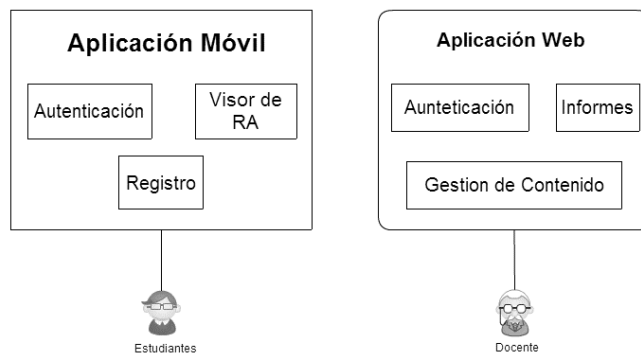 Aplicación Móvil
Autenticación
Visor de
RA
Registro
Estudiantes
Aplicación Web
Aunteticación
Informes
Gestion de Contenido
Docente